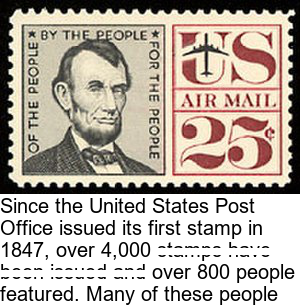 OF THE PEOPLE ★ BY THE PEOPLE ★ FOR THE PEOPLE
US
AIR MAIL
25¢
Since the United States Post
Office issued its first stamp in
1847, over 4,000
over 800 people
featured. Many of these people